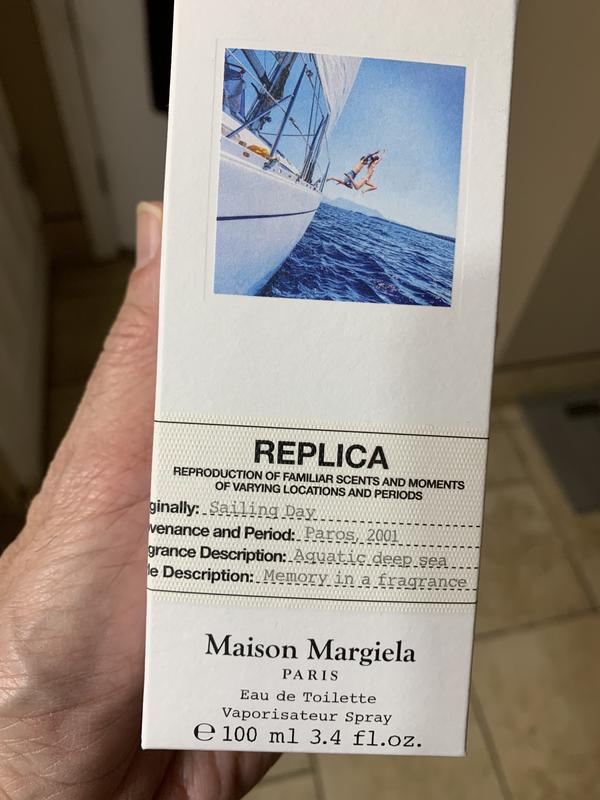 REPLICA
REPRODUCTION OF FAMILIAR SCENTS AND MOMENTS
OF VARYING LOCATIONS AND PERIODS
ginally: Sailing Day
venance and Period: Paros, 2001
grance Description: Aquatic deep sea
le Description: Memory in a fragrance
Maison Margiela
PARIS
Eau de Toilette
Vaporisateur Spray
℮ 100 ml 3.4 fl.oz.